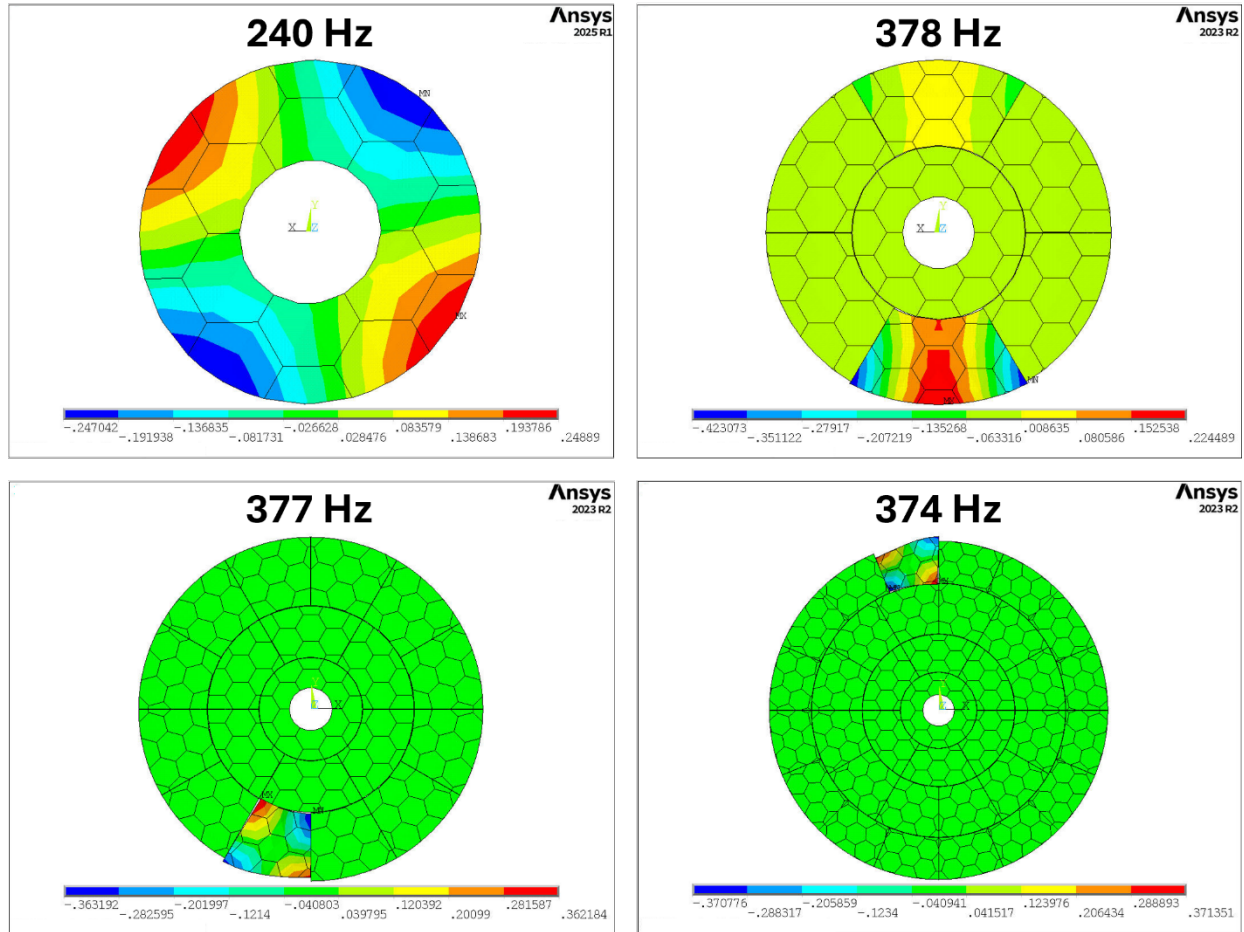 Ansys
2025 R1
240 Hz
MN
X Y Z
MX
-.247042 -.136835 -.026628 .083579 .193786
-.191938 -.081731 .028476 .138683 .24889
Ansys
2023 R2
378 Hz
X Y Z
MN
MX
-.423073 -.27917 -.135268 .008635 .152538
-.351122 -.207219 -.063316 .080586 .224489
Ansys
2023 R2
377 Hz
Y
Z X
MX
MN
-.363192 -.201997 -.040803 .120392 .281587
-.282595 -.1214 .039795 .20099 .362184
Ansys
2023 R2
374 Hz
MN
Y
Z X
-.370776 -.205859 -.040941 .123976 .288893
-.288317 -.1234 .041517 .206434 .371351